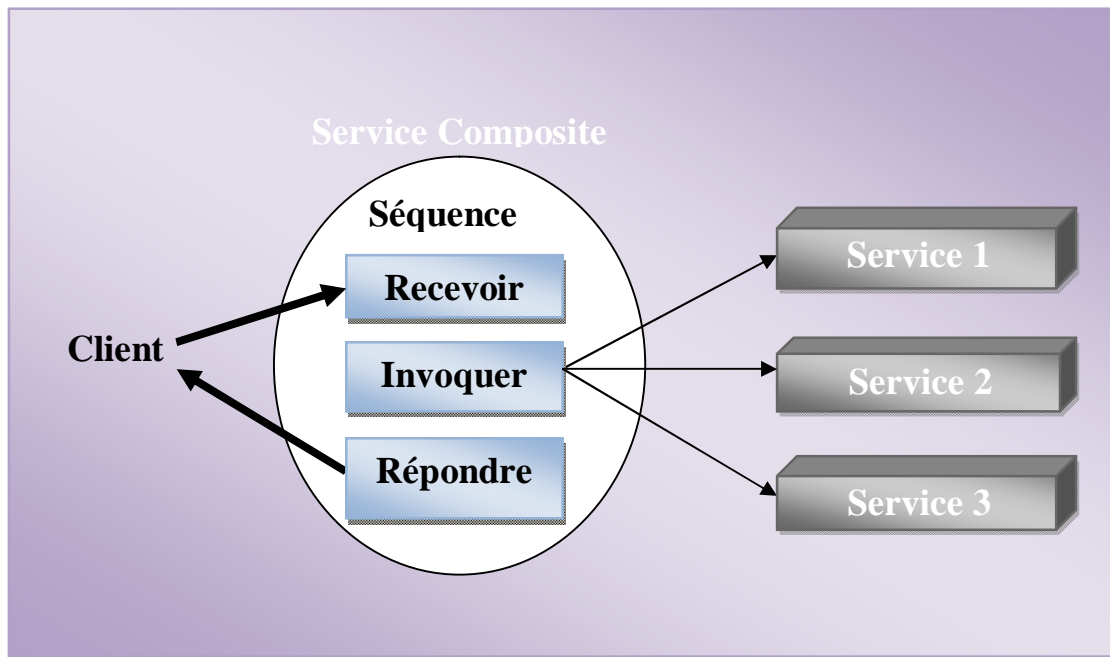 Service Composite
Séquence
Recevoir
Client
Invoquer
Répondre
Service 1
Service 2
Service 3